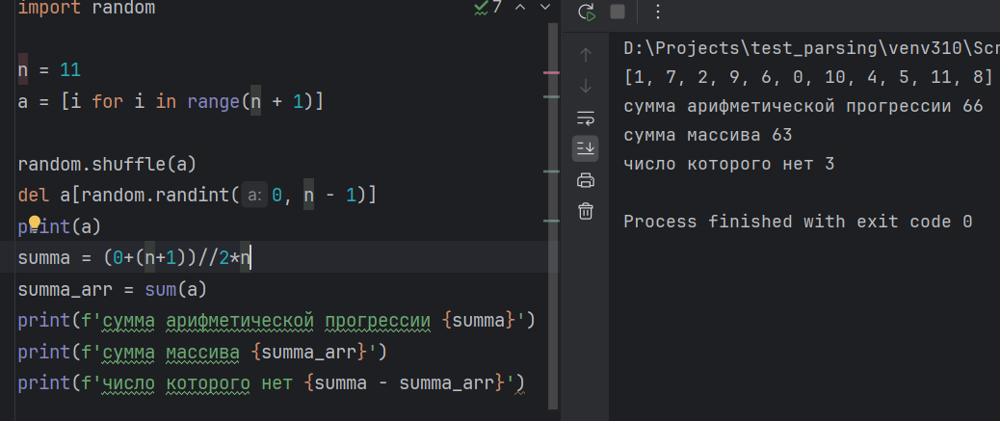 import random
7
n = 11
a = [i for i in range(n + 1)]
random.shuffle(a)
del a[random.randint(a: 0, n - 1)]
print(a)
summa = (0+(n+1))//2*n
summa_arr = sum(a)
print(f'сумма арифметической прогрессии {summa}')
print(f'сумма массива {summa_arr}')
print(f'число которого нет {summa - summa_arr}')
D:\Projects\test_parsing\venv310\Scr
[1, 7, 2, 9, 6, 0, 10, 4, 5, 11, 8]
сумма арифметической прогрессии 66
сумма массива 63
число которого нет 3
Process finished with exit code 0